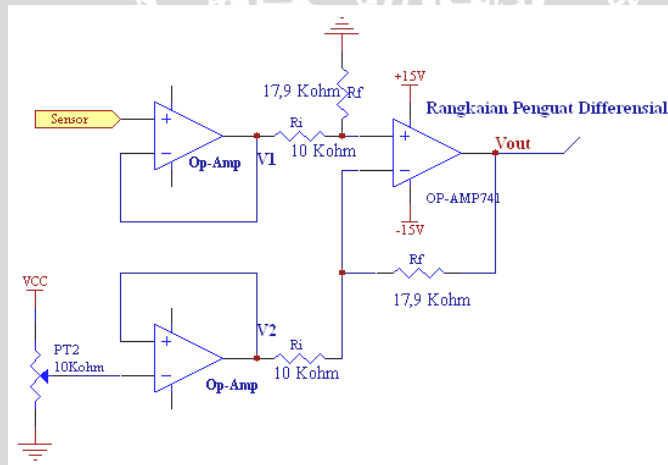 17,9 Kohm Rf
+15V
Rangkaian Penguat Differensial
Sensor
+
-
Op-Amp
V1
Ri
10 Kohm
+
-
Vout
OP-AMP741
-15V
Rf
17,9 Kohm
VCC
PT2
10Kohm
+
-
Op-Amp
V2
Ri
10 Kohm